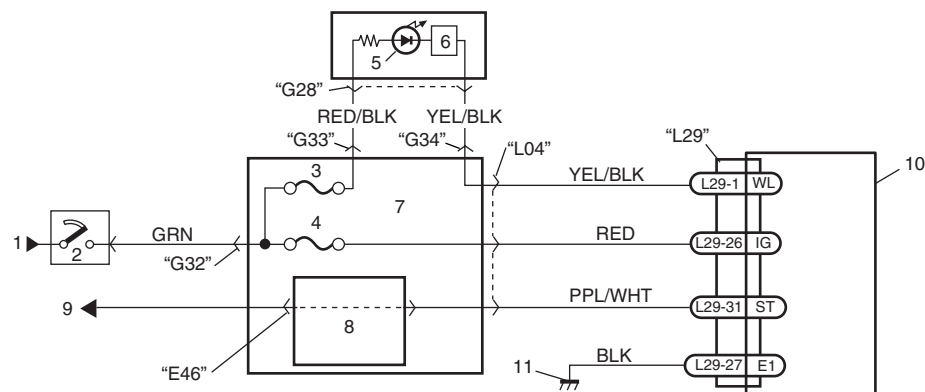 6
5
“G28”
RED/BLK YEL/BLK
“G33” “G34” “L04” “L29”
3
10
YEL/BLK L29-1 WL
7
4
1 2 GRN RED L29-26 IG
“G32”
9 PPL/WHT L29-31 ST
8
“E46” 11 BLK L29-27 E1